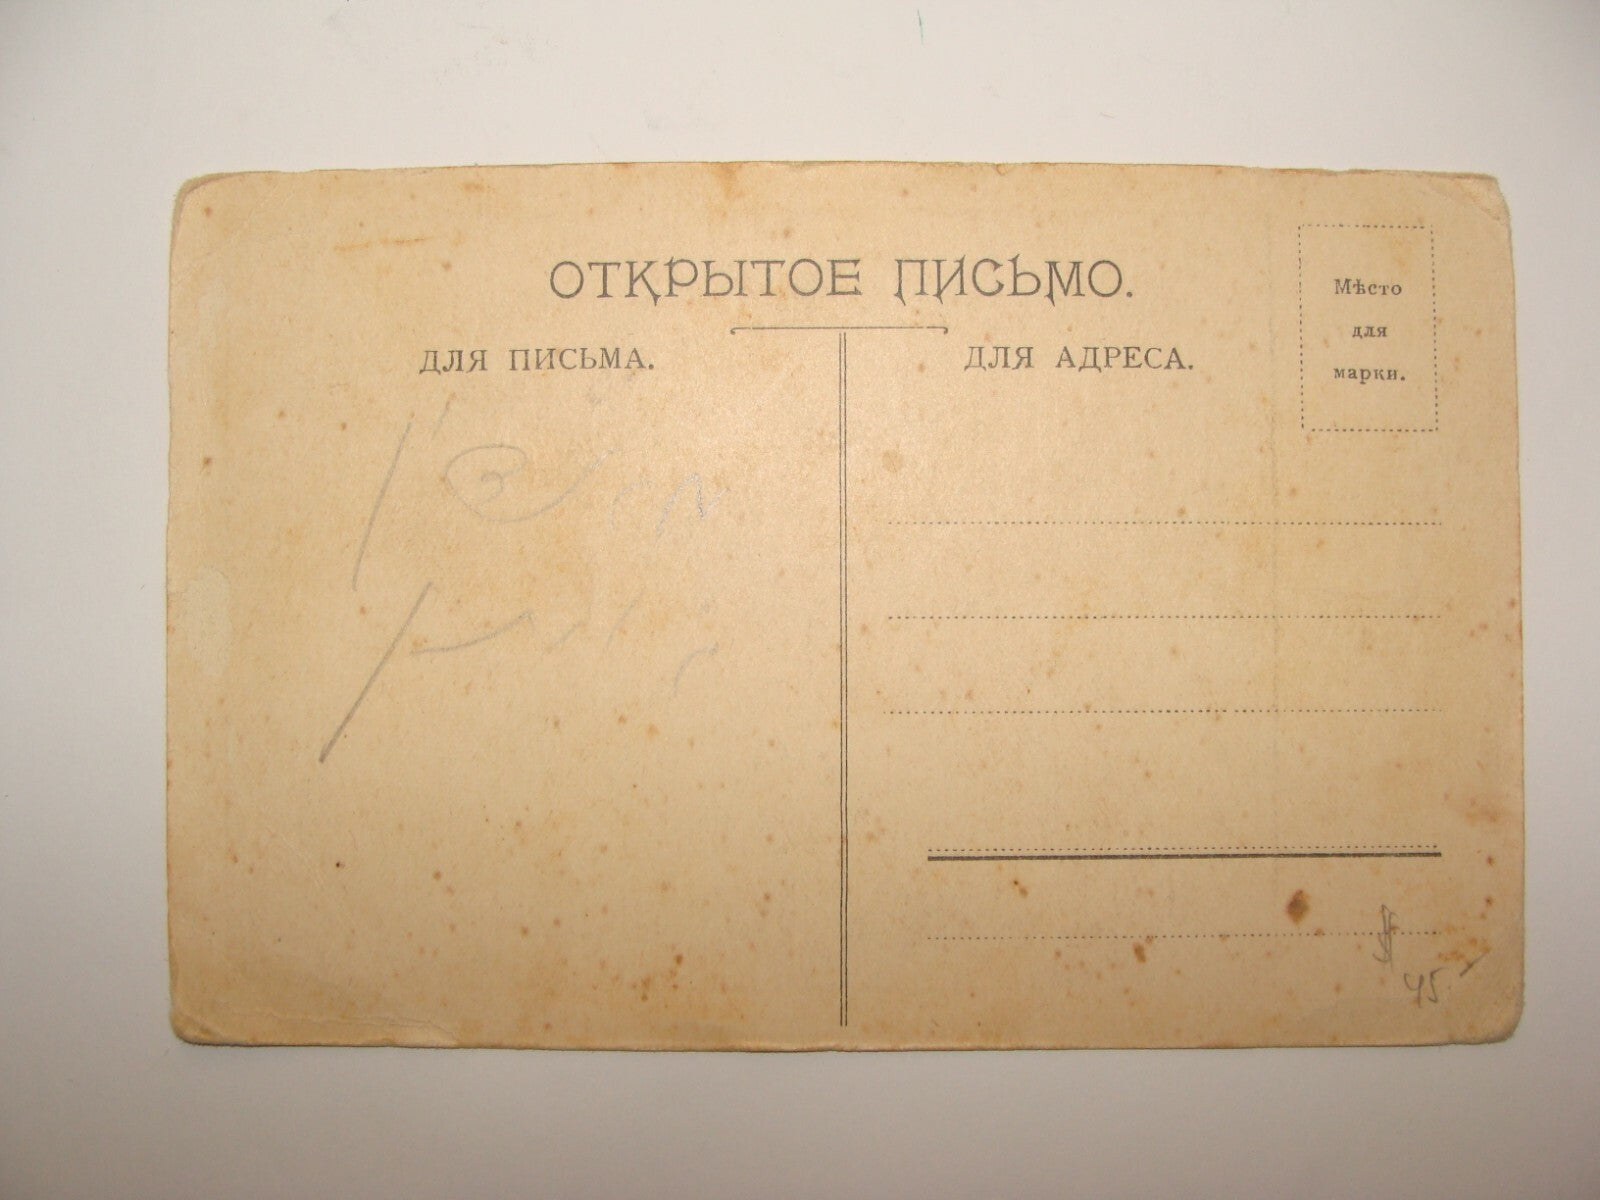 ОТКРЫТОЕ ПИСЬМО.
ДЛЯ ПИСЬМА.
ДЛЯ АДРЕСА.
Мѣсто
для
марки.
45